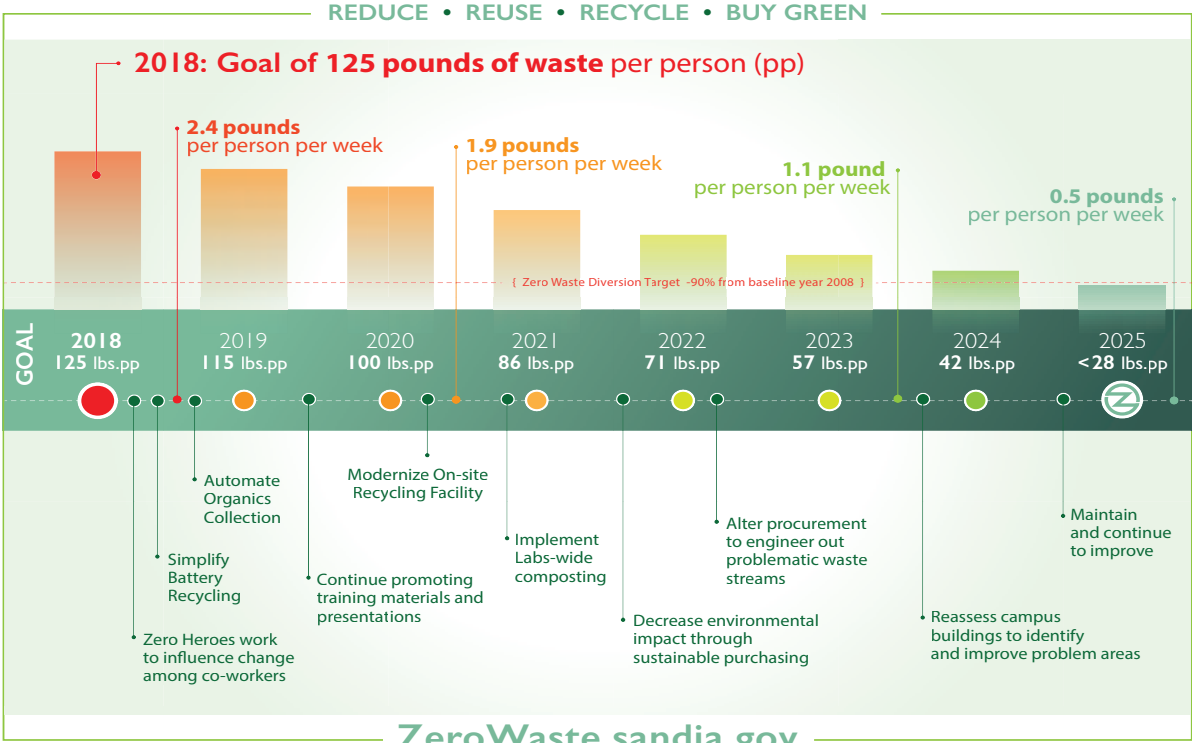 REDUCE • REUSE • RECYCLE • BUY GREEN
2018: Goal of 125 pounds of waste per person (pp)
2.4 pounds
per person per week
1.9 pounds
per person per week
1.1 pound
per person per week
0.5 pounds
per person per week
{ Zero Waste Diversion Target -90% from baseline year 2008 }
GOAL
2018
125 lbs.pp
2019
115 lbs.pp
2020
100 lbs.pp
2021
86 lbs.pp
2022
71 lbs.pp
2023
57 lbs.pp
2024
42 lbs.pp
2025
<28 lbs.pp
Z
Automate
Organics
Collection
Simplify
Battery
Recycling
Zero Heroes work
to influence change
among co-workers
Continue promoting
training materials and
presentations
Modernize On-site
Recycling Facility
Implement
Labs-wide
composting
Decrease environmental
impact through
sustainable purchasing
Alter procurement
to engineer out
problematic waste
streams
Reassess campus
buildings to identify
and improve problem areas
Maintain
and continue
to improve
ZeroWaste.sandia.gov